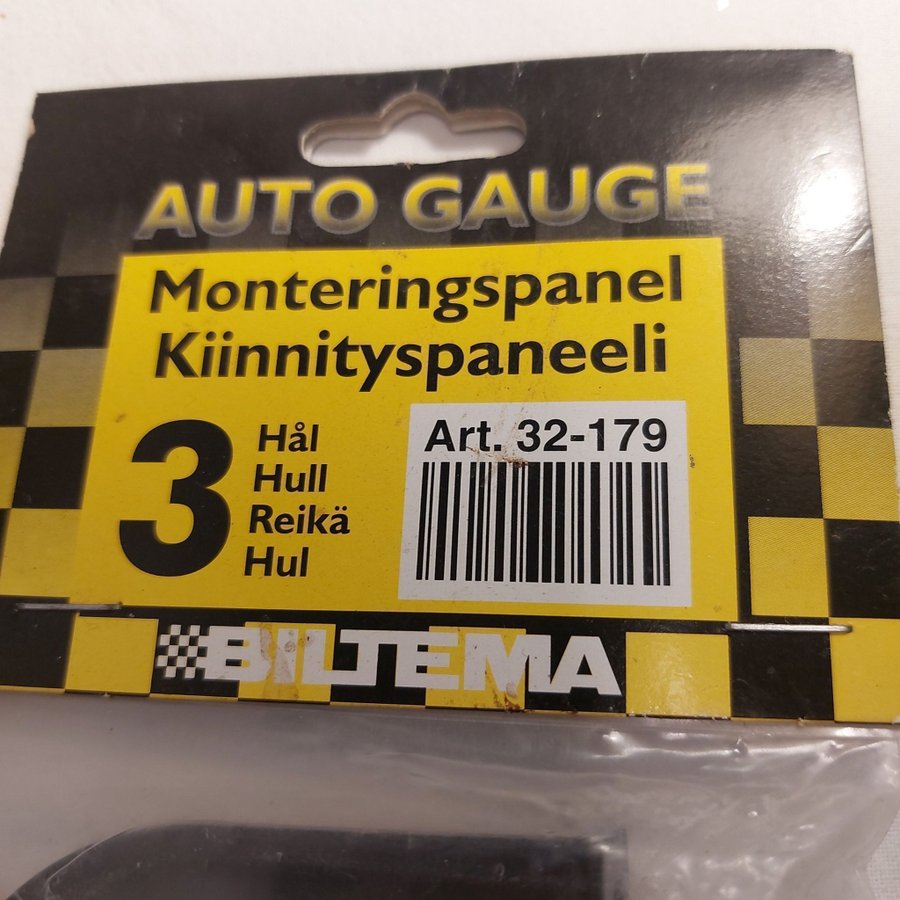 AUTO GAUGE
Monteringspanel
Kiinnityspaneeli
3
Hål
Hull
Reikä
Hul
Art. 32-179
BILTEMA